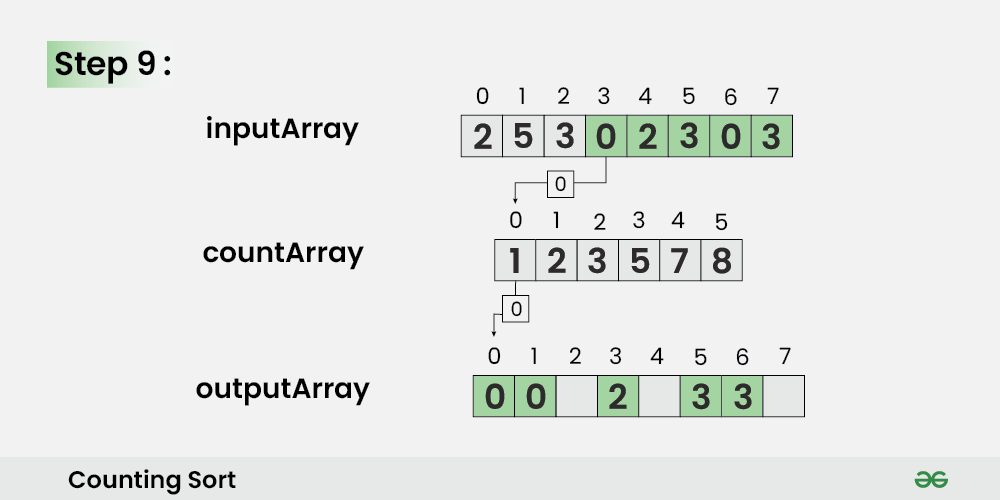 Step 9 :
0 1 2 3 4 5 6 7
inputArray 2 5 3 0 2 3 0 3
0
0 1 2 3 4 5
countArray 1 2 3 5 7 8
0
0 1 2 3 4 5 6 7
outputArray 0 0 2 3 3
Counting Sort